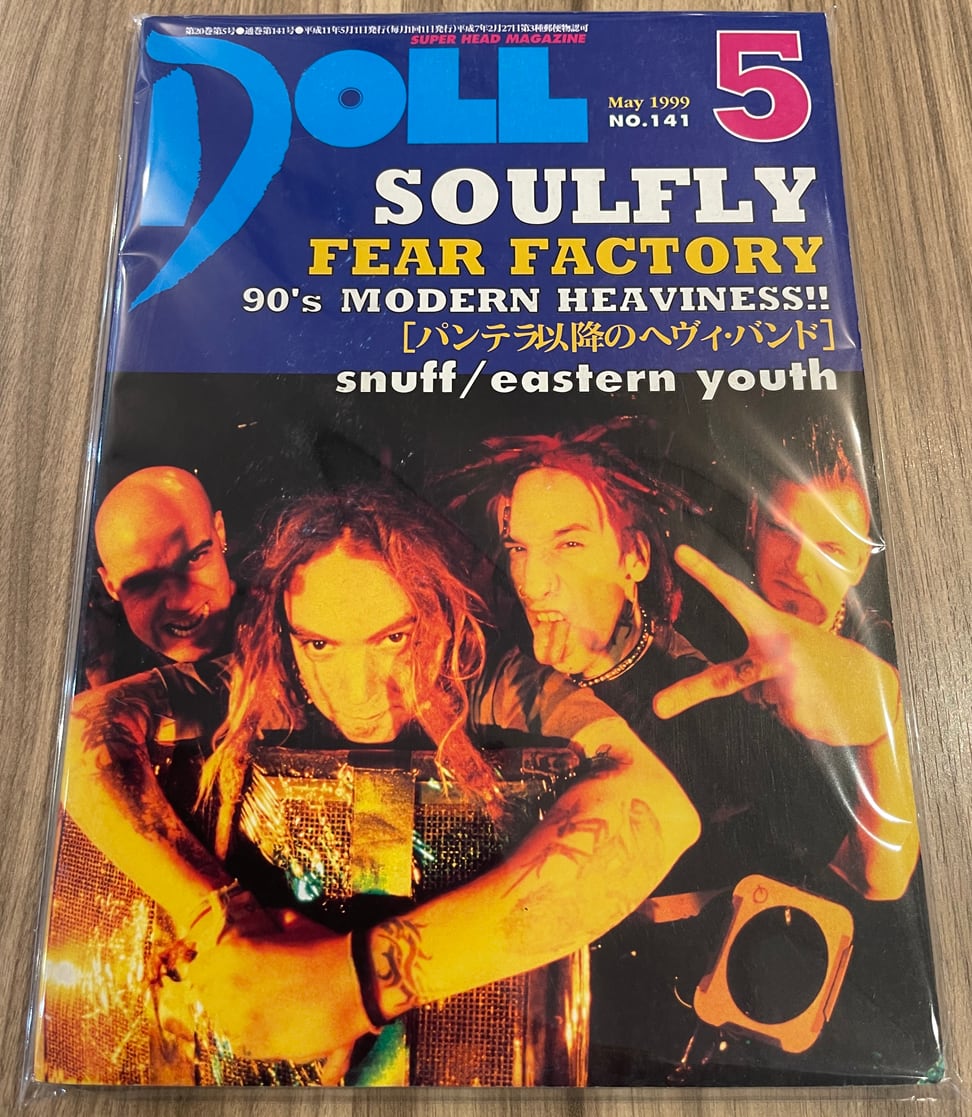 第20巻第5号●通巻第141号●平成11年5月1日発行(毎月1回1日発行)平成7年2月27日第3種郵便物認可
SUPER HEAD MAGAZINE
DOLL
May 1999
NO.141
5
SOULFLY
FEAR FACTORY
90's MODERN HEAVINESS!!
[パンテラ以降のヘヴィ・バンド]
snuff/eastern youth